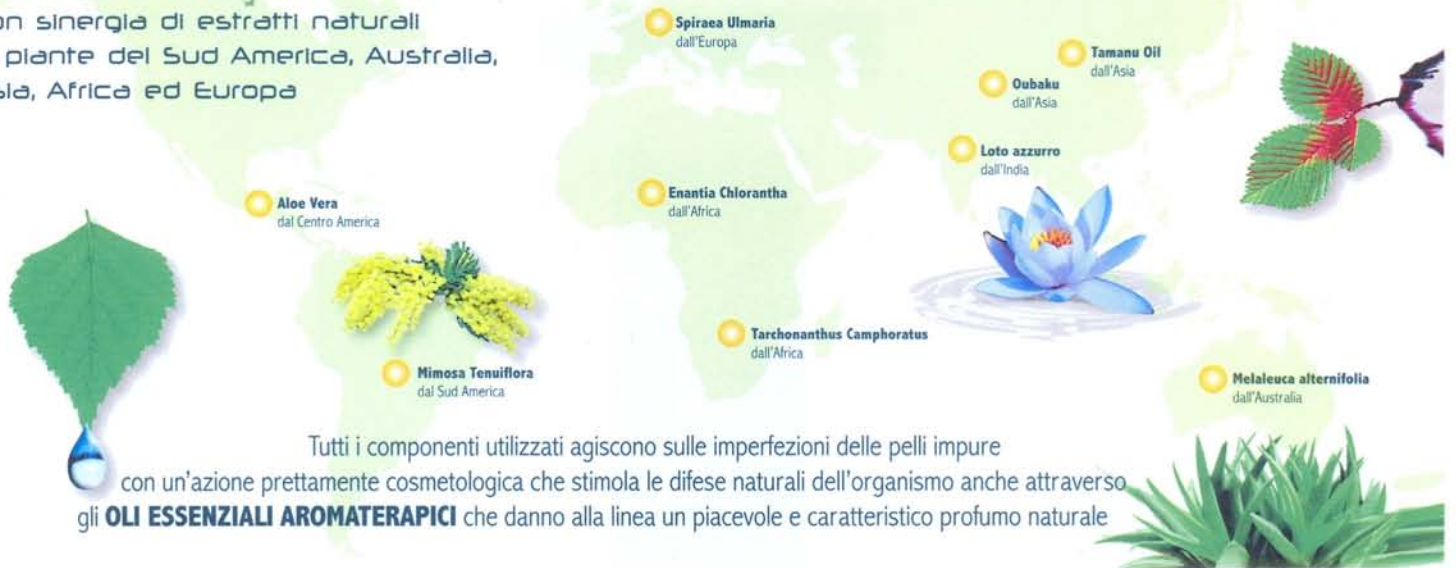 sinergia di estratti naturali
piante del Sud America, Australia,
Africa ed Europa
Spiraea Ulmaria
dall'Europa
Tamanu Oil
dall'Asia
Oubaku
dall'Asia
Loto azzurro
dall'India
Aloe Vera
dal Centro America
Enantia Chlorantha
dall'Africa
Tarchonanthus Camphoratus
dall'Africa
Mimosa Tenuiflora
dal Sud America
Melaleuca alternifolia
dall'Australia
Tutti i componenti utilizzati agiscono sulle imperfezioni delle pelli impure
con un'azione prettamente cosmetologica che stimola le difese naturali dell'organismo anche attraverso
gli OLI ESSENZIALI AROMATERAPICI che danno alla linea un piacevole e caratteristico profumo naturale